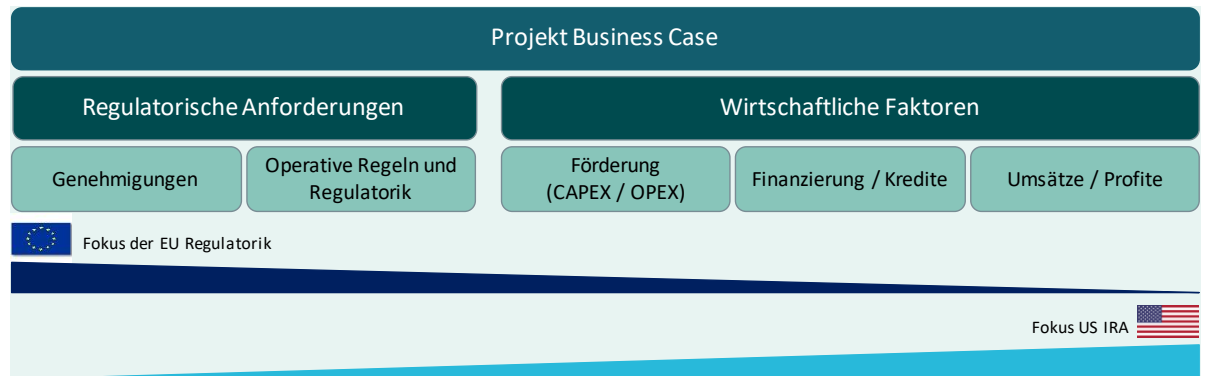 Projekt Business Case
Regulatorische Anforderungen
Wirtschaftliche Faktoren
Genehmigungen
Operative Regeln und
Regulatorik
Förderung
(CAPEX / OPEX)
Finanzierung / Kredite
Umsätze / Profite
Fokus der EU Regulatorik
Fokus US IRA